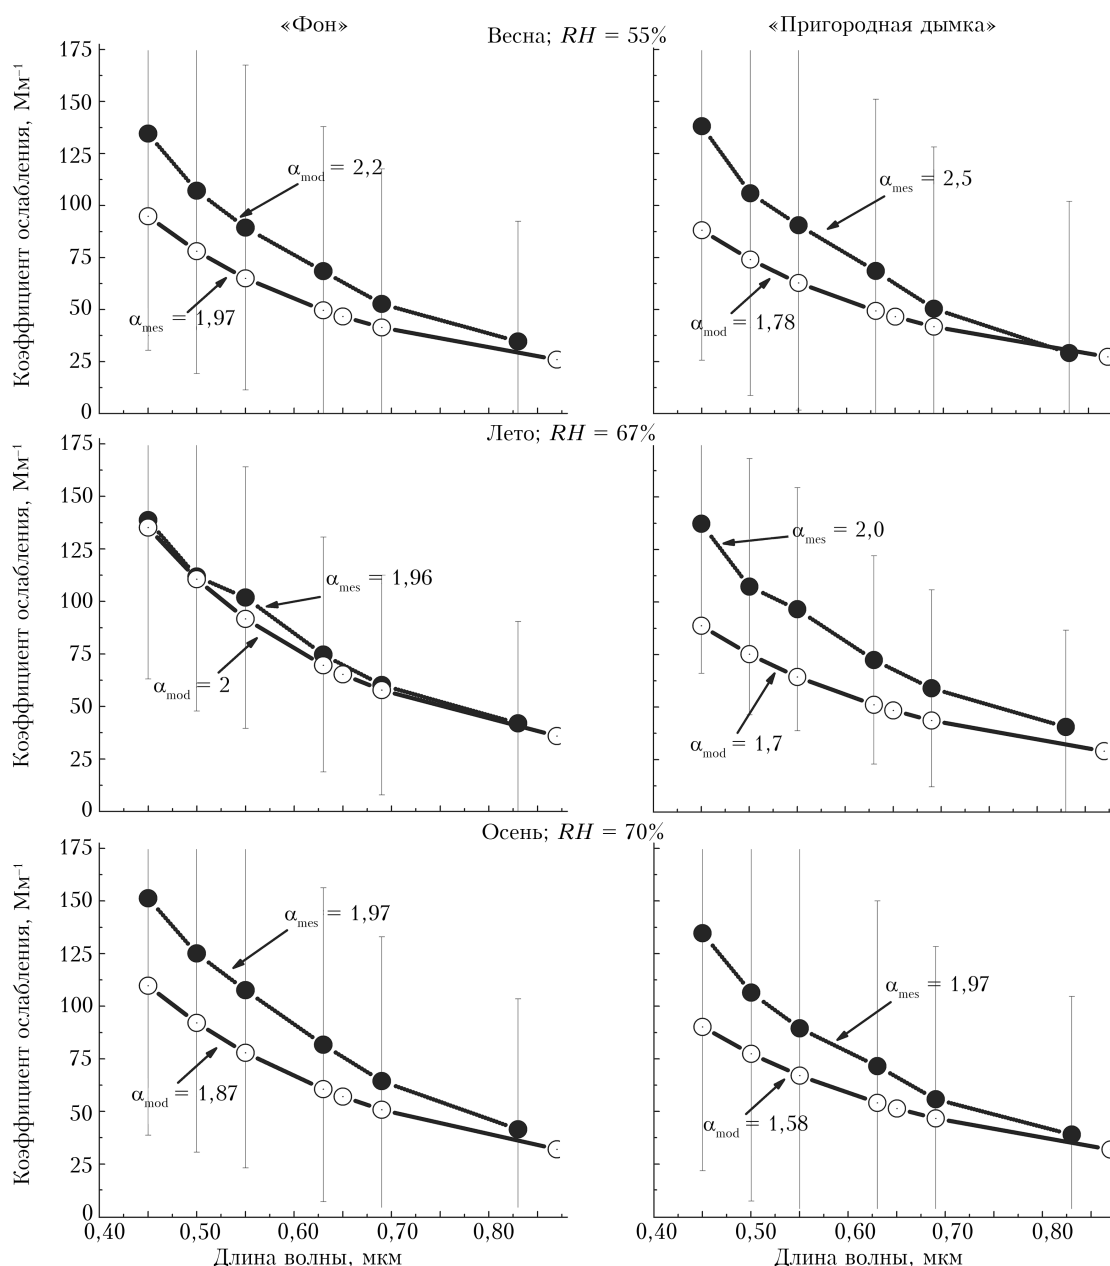 «Фон»
«Пригородная дымка»
Весна; RH = 55%
Коэффициент ослабления, Мм⁻¹
175
150
125
100
75
50
25
0
α_mod = 2,2
α_mes = 1,97
α_mes = 2,5
α_mod = 1,78
Лето; RH = 67%
Коэффициент ослабления, Мм⁻¹
175
150
125
100
75
50
25
0
α_mes = 1,96
α_mod = 2
α_mes = 2,0
α_mod = 1,7
Осень; RH = 70%
Коэффициент ослабления, Мм⁻¹
175
150
125
100
75
50
25
0
α_mes = 1,97
α_mod = 1,87
α_mes = 1,97
α_mod = 1,58
0,40 0,50 0,60 0,70 0,50 0,60 0,70 0,80
Длина волны, мкм Длина волны, мкм